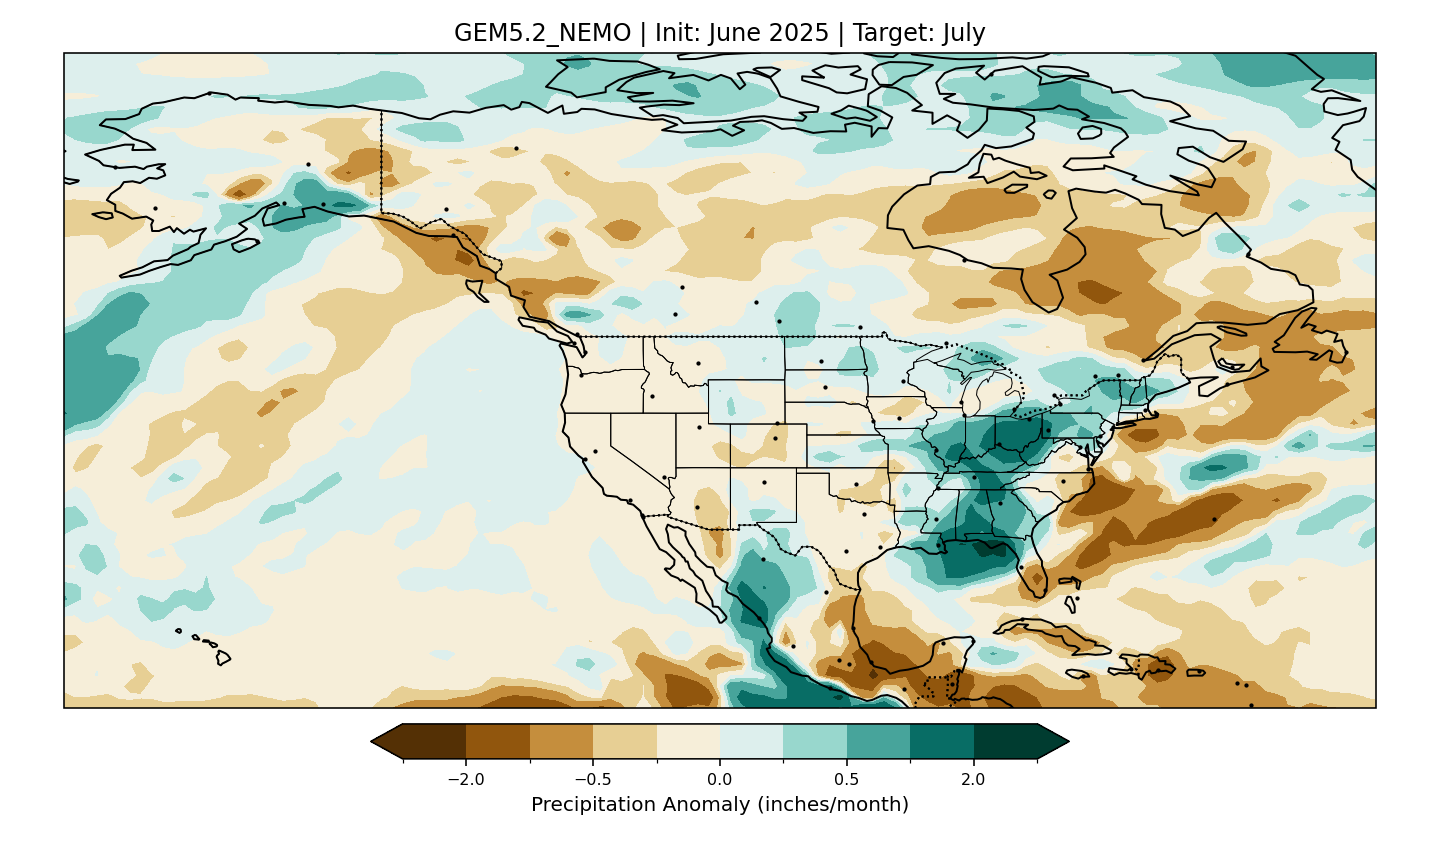 GEM5.2_NEMO | Init: June 2025 | Target: July
−2.0 −0.5 0.0 0.5 2.0
Precipitation Anomaly (inches/month)